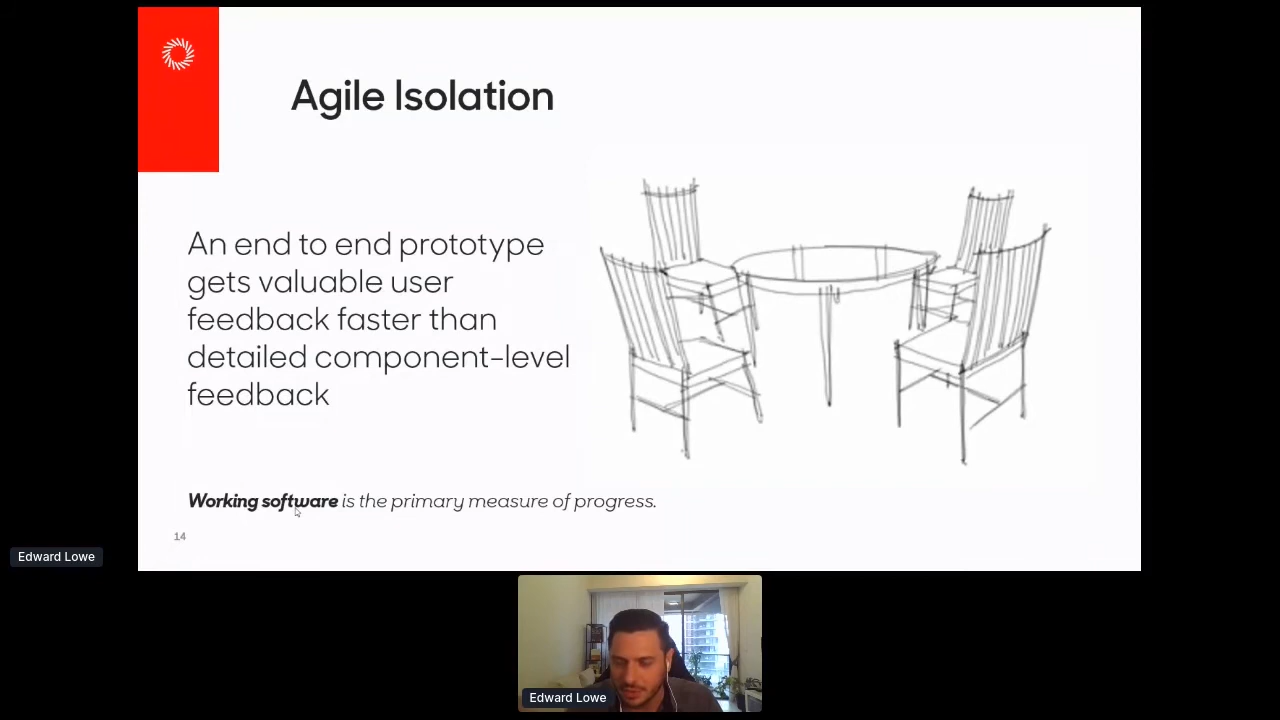 Agile Isolation
An end to end prototype
gets valuable user
feedback faster than
detailed component-level
feedback
Working software is the primary measure of progress.
14
Edward Lowe
Edward Lowe